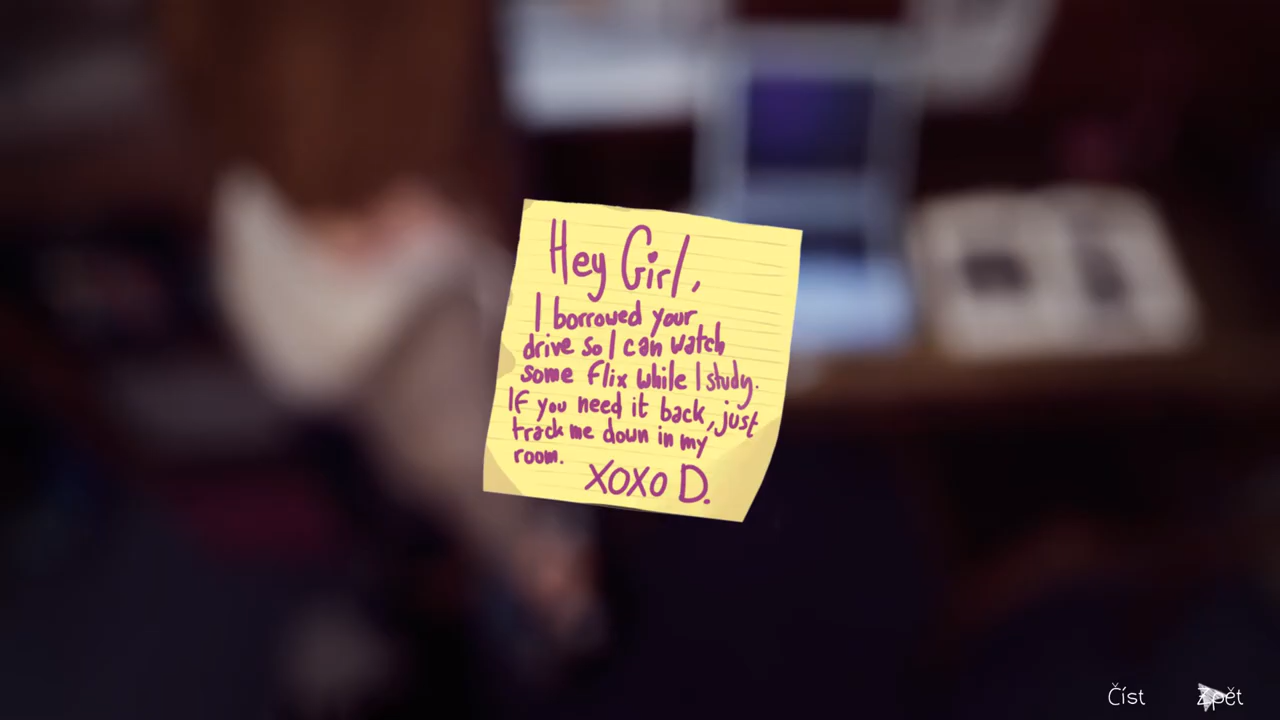 Hey Girl,
I borrowed your
drive so I can watch
some flix while I study.
If you need it back, just
track me down in my
room.
XOXO D.
Číst
Zpět